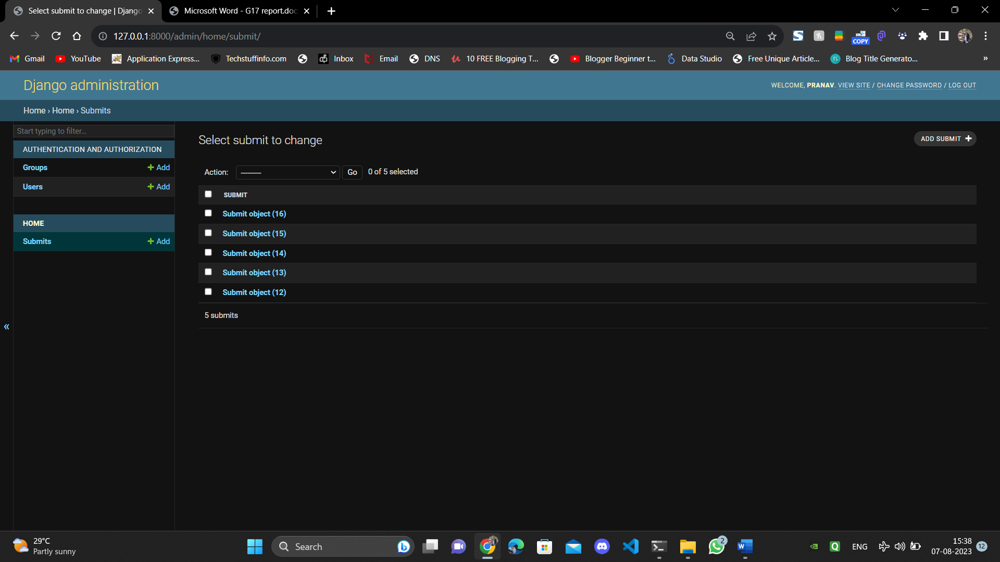 Select submit to change | Django
Microsoft Word - G17 report.doc
127.0.0.1:8000/admin/home/submit/
COPY
Gmail
YouTube
Application Express...
Techstuffinfo.com
Inbox
Email
DNS
10 FREE Blogging T...
Blogger Beginner t...
Data Studio
Free Unique Article...
TS
Blog Title Generato...
»
Django administration
WELCOME, PRANAV. VIEW SITE / CHANGE PASSWORD / LOG OUT
Home › Home › Submits
Start typing to filter...
AUTHENTICATION AND AUTHORIZATION
Groups + Add
Users + Add
HOME
Submits + Add
«
Select submit to change
ADD SUBMIT +
Action: --------- Go 0 of 5 selected
SUBMIT
Submit object (16)
Submit object (15)
Submit object (14)
Submit object (13)
Submit object (12)
5 submits
29°C
Partly sunny
Search
2
ENG
15:38
07-08-2023
12